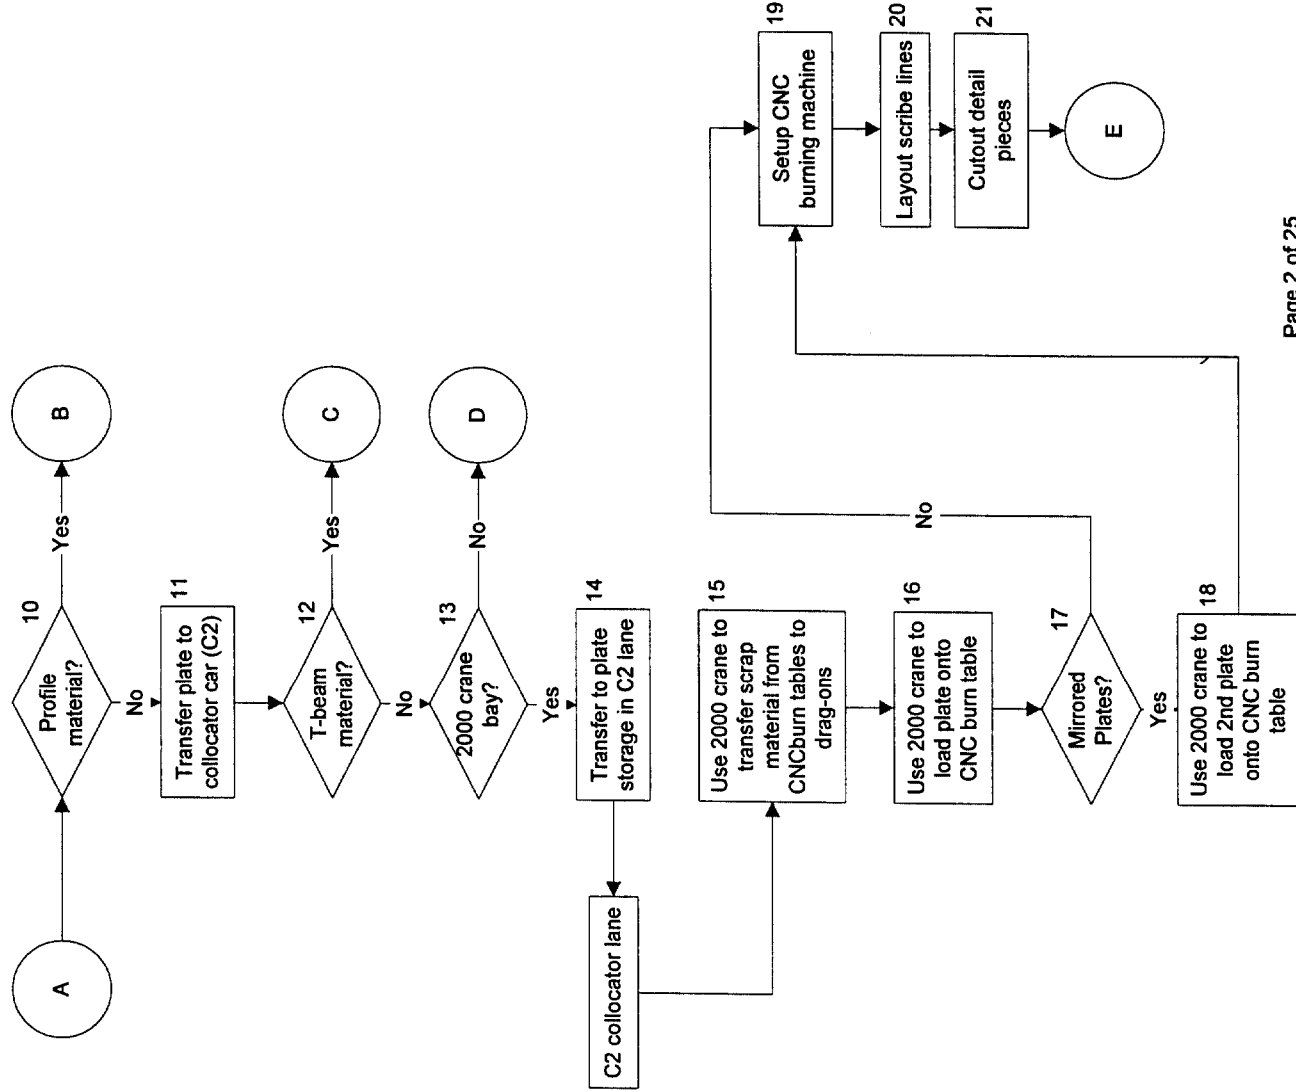 A
10
Profile
material?
Yes
B
No
11
Transfer plate to
collocator car (C2)
12
T-beam
material?
Yes
C
No
13
2000 crane
bay?
No
D
Yes
14
Transfer to plate
storage in C2 lane
C2 collocator lane
15
Use 2000 crane to
transfer scrap
material from
CNCburn tables to
drag-ons
16
Use 2000 crane to
load plate onto
CNC burn table
17
Mirrored
Plates?
No
Yes
18
Use 2000 crane to
load 2nd plate
onto CNC burn
table
19
Setup CNC
burning machine
20
Layout scribe lines
21
Cutout detail
pieces
E
Page 2 of 25